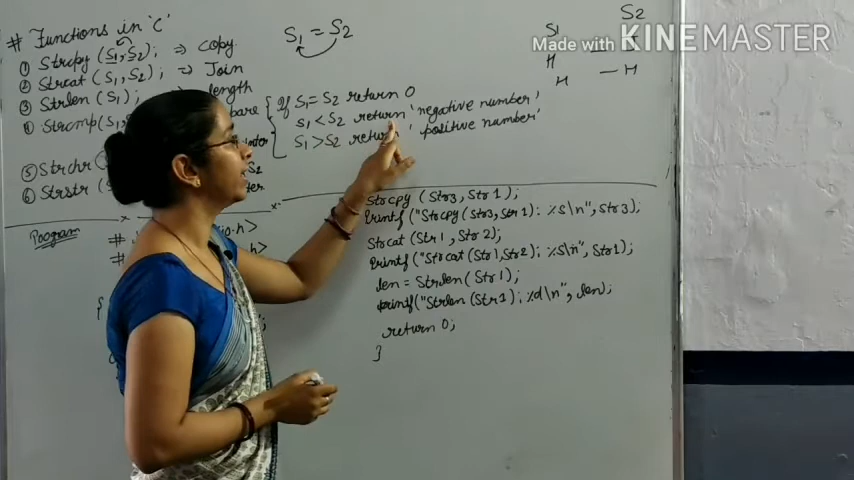 # Functions in 'C'
① Strcpy (S1, S2); => copy
② Strcat (S1, S2); => Join
③ Strlen (S1); length
④ Strcmp (S1,
⑤ Strchr
⑥ Strstr
S1 = S2
If S1 = S2 return 0
S1 < S2 return 'negative number'
S1 > S2 'positive number'
S1 S2
H
H — H
Program
Strcpy (Str3, Str1);
printf ("Strcpy (Str3, Str1): %s\n", Str3);
Strcat (Str1, Str2);
printf ("Strcat (Str1, Str2): %s\n", Str1);
len = Strlen (Str1);
printf ("Strlen (Str1): %d\n", len);
return 0;
}
Made with KINEMASTER